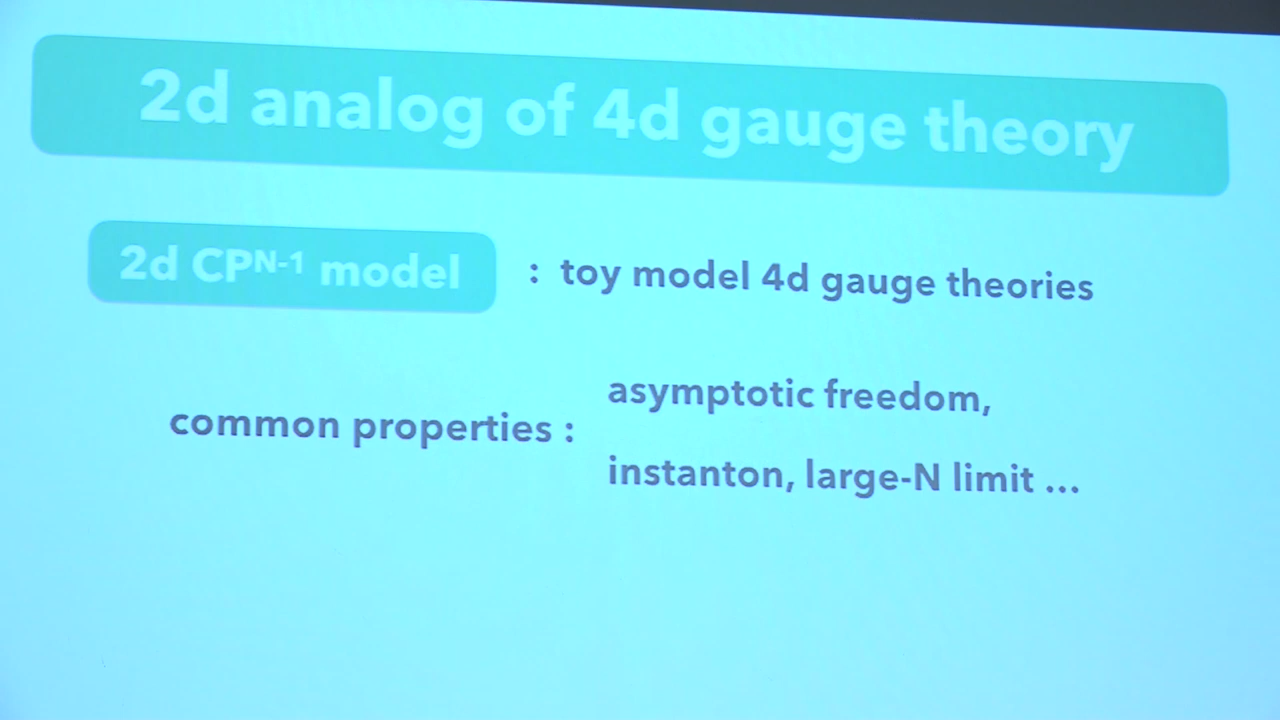 2d analog of 4d gauge theory
2d CPN-1 model : toy model 4d gauge theories
common properties :
asymptotic freedom,
instanton, large-N limit ...